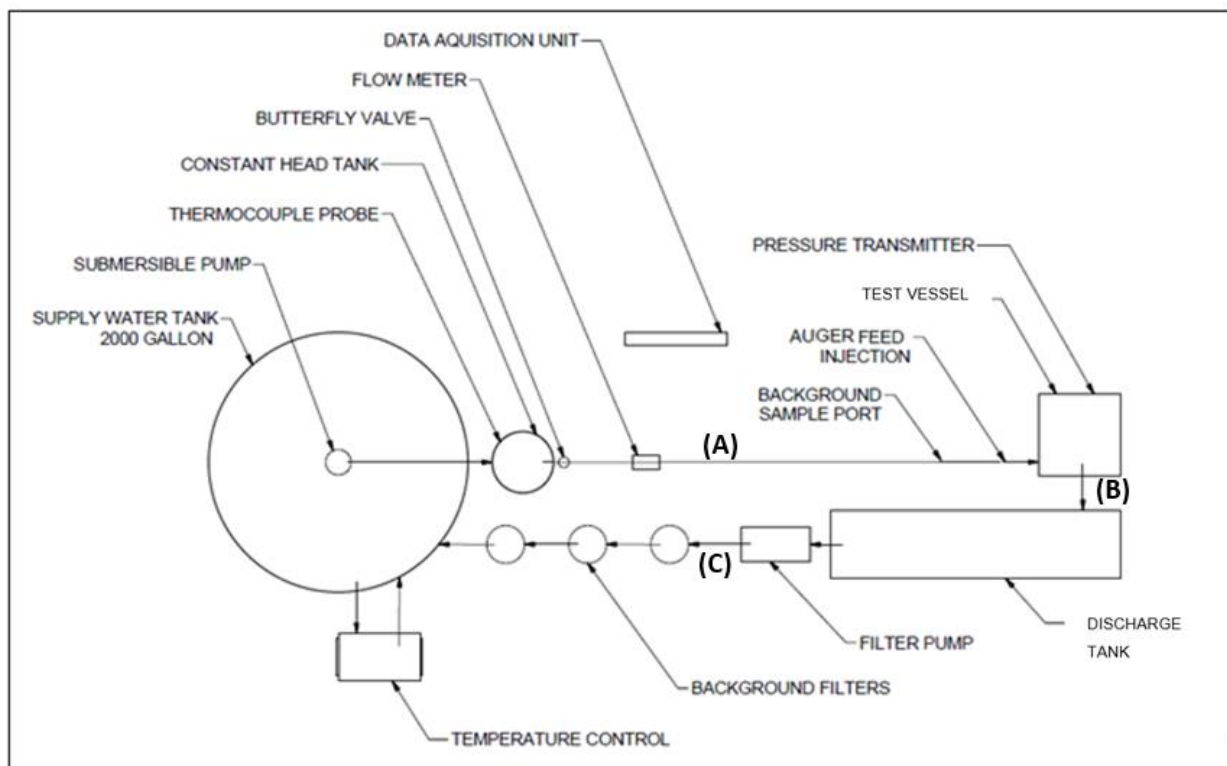 DATA AQUISITION UNIT
FLOW METER
BUTTERFLY VALVE
CONSTANT HEAD TANK
THERMOCOUPLE PROBE
SUBMERSIBLE PUMP
SUPPLY WATER TANK
2000 GALLON
PRESSURE TRANSMITTER
TEST VESSEL
AUGER FEED
INJECTION
BACKGROUND
SAMPLE PORT
(A)
(B)
(C)
DISCHARGE
TANK
FILTER PUMP
BACKGROUND FILTERS
TEMPERATURE CONTROL